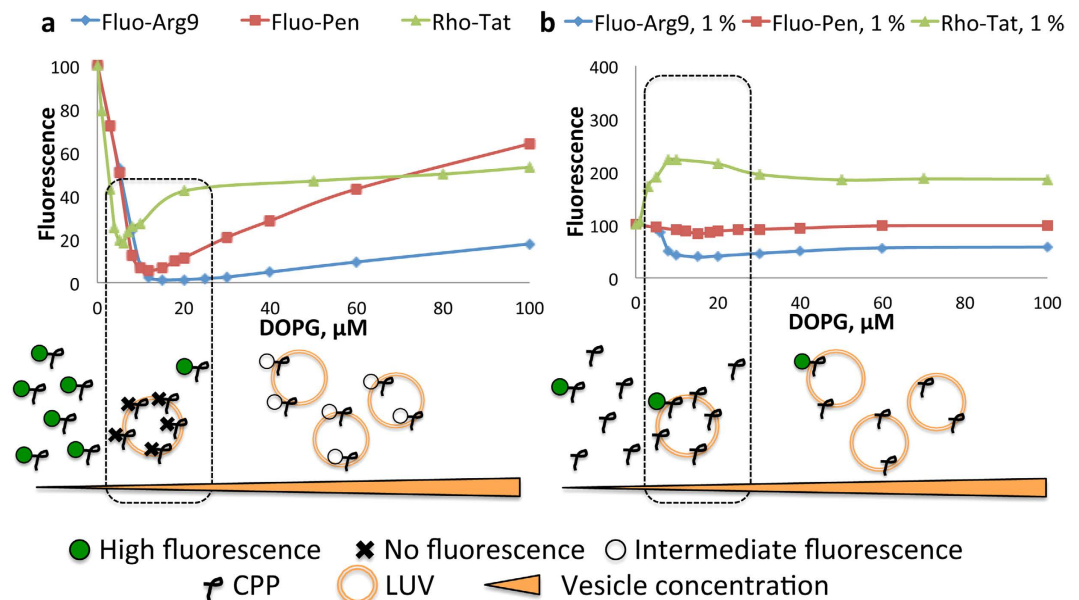 a Fluo-Arg9 Fluo-Pen Rho-Tat
100
80
60
40
20
0
Fluorescence
0 20 40 60 80 100
DOPG, μM
b Fluo-Arg9, 1 % Fluo-Pen, 1 % Rho-Tat, 1 %
400
300
200
100
0
Fluorescence
0 20 40 60 80 100
DOPG, μM
High fluorescence No fluorescence Intermediate fluorescence
CPP LUV Vesicle concentration